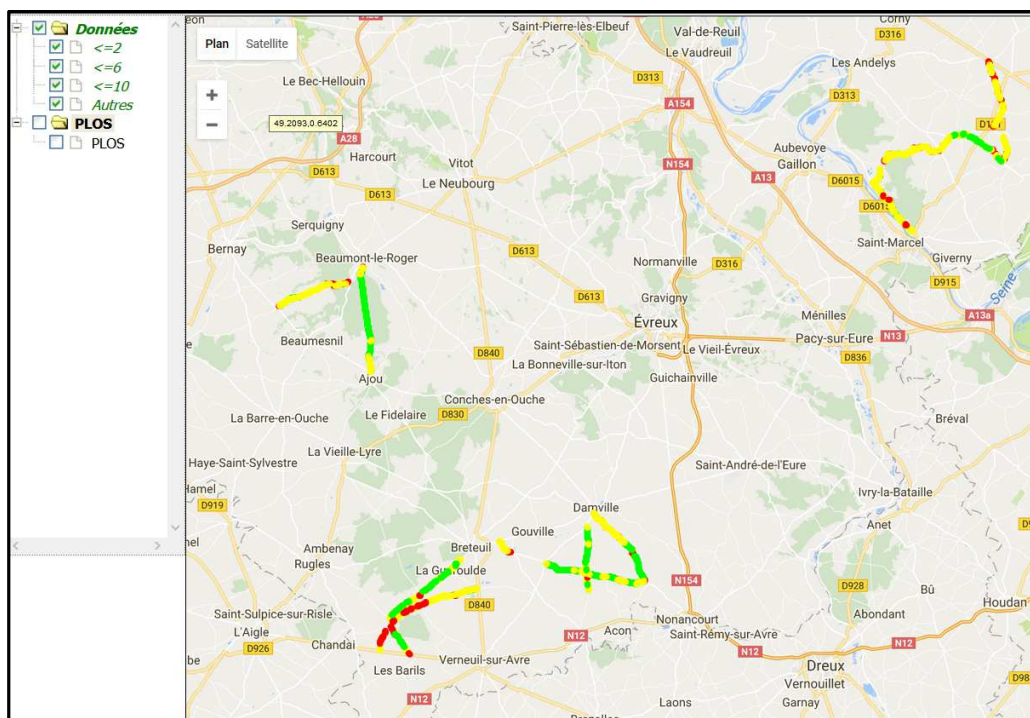 Données
<=2
<=6
<=10
Autres
PLOS
PLOS
Plan
Satellite
+
−
49.2093,0.6402
Saint-Pierre-lès-Elbeuf
Val-de-Reuil
Le Vaudreuil
Corny
D316
Les Andelys
Le Bec-Hellouin
D313
A154
D313
A28
Harcourt
D613
D613
Vitot
Le Neubourg
N154
A13
Aubevoye
Gaillon
D6015
D6015
Saint-Marcel
Giverny
D915
Seine
Serquigny
Bernay
Beaumont-le-Roger
D613
Normanville
D316
D613
Gravigny
Évreux
Saint-Sébastien-de-Morsent
Le Vieil-Évreux
La Bonneville-sur-Iton
Guichainville
Ménilles
Pacy-sur-Eure
N13
A13a
D836
Beaumesnil
D840
Ajou
Conches-en-Ouche
La Barre-en-Ouche
Le Fidelaire
D830
Bréval
La Vieille-Lyre
Haye-Saint-Sylvestre
Saint-André-de-l'Eure
D919
Ivry-la-Bataille
Anet
Damville
Gouville
Breteuil
Ambenay
Rugles
N154
D928
Bû
Houdan
Abondant
D840
Saint-Sulpice-sur-Risle
L'Aigle
Chandai
D926
Les Barils
Verneuil-sur-Avre
N12
N12
Acon
Nonancourt
Saint-Rémy-sur-Avre
N12
N12
Dreux
Vernouillet
Garnay
Laons